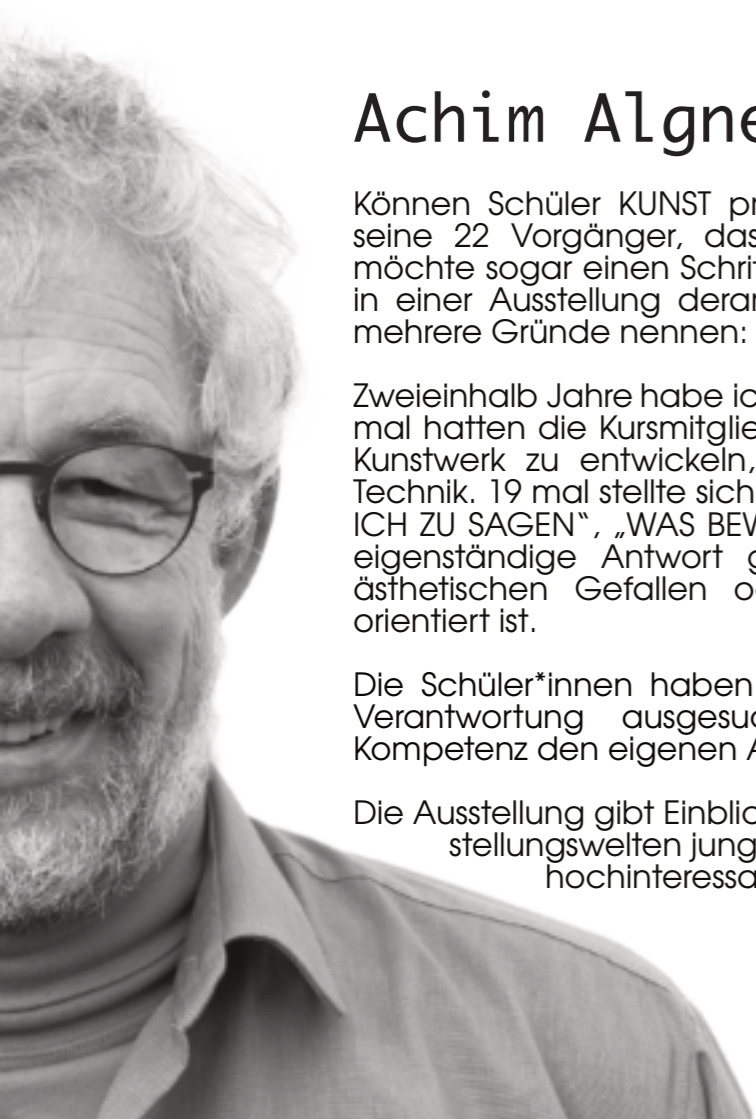 Achim Algne
Können Schüler KUNST pr
seine 22 Vorgänger, das
möchte sogar einen Schrit
in einer Ausstellung derar
mehrere Gründe nennen:
Zweieinhalb Jahre habe ic
mal hatten die Kursmitglie
Kunstwerk zu entwickeln,
Technik. 19 mal stellte sich
ICH ZU SAGEN‟, „WAS BEW
eigenständige Antwort g
ästhetischen Gefallen o
orientiert ist.
Die Schüler*innen haben
Verantwortung ausgesuc
Kompetenz den eigenen A
Die Ausstellung gibt Einblic
stellungswelten jung
hochinteressa